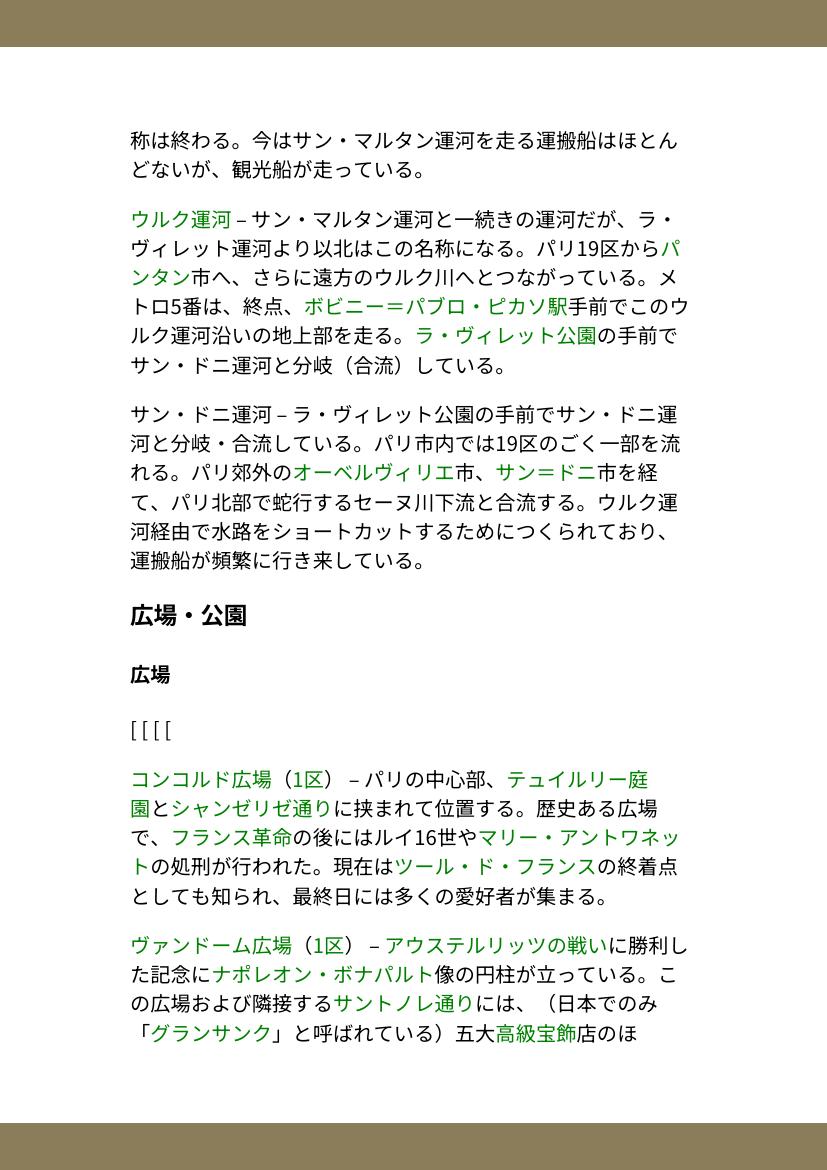 称は終わる。今はサン・マルタン運河を走る運搬船はほとん
どないが、観光船が走っている。
ウルク運河 – サン・マルタン運河と一続きの運河だが、ラ・
ヴィレット運河より以北はこの名称になる。パリ19区からパ
ンタン市へ、さらに遠方のウルク川へとつながっている。メ
トロ5番は、終点、ボビニー＝パブロ・ピカソ駅手前でこのウ
ルク運河沿いの地上部を走る。ラ・ヴィレット公園の手前で
サン・ドニ運河と分岐（合流）している。
サン・ドニ運河 – ラ・ヴィレット公園の手前でサン・ドニ運
河と分岐・合流している。パリ市内では19区のごく一部を流
れる。パリ郊外のオーベルヴィリエ市、サン＝ドニ市を経
て、パリ北部で蛇行するセーヌ川下流と合流する。ウルク運
河経由で水路をショートカットするためにつくられており、
運搬船が頻繁に行き来している。
広場・公園
広場
[ [ [ [
コンコルド広場（1区） – パリの中心部、テュイルリー庭
園とシャンゼリゼ通りに挟まれて位置する。歴史ある広場
で、フランス革命の後にはルイ16世やマリー・アントワネッ
トの処刑が行われた。現在はツール・ド・フランスの終着点
としても知られ、最終日には多くの愛好者が集まる。
ヴァンドーム広場（1区） – アウステルリッツの戦いに勝利し
た記念にナポレオン・ボナパルト像の円柱が立っている。こ
の広場および隣接するサントノレ通りには、（日本でのみ
「グランサンク」と呼ばれている）五大高級宝飾店のほ